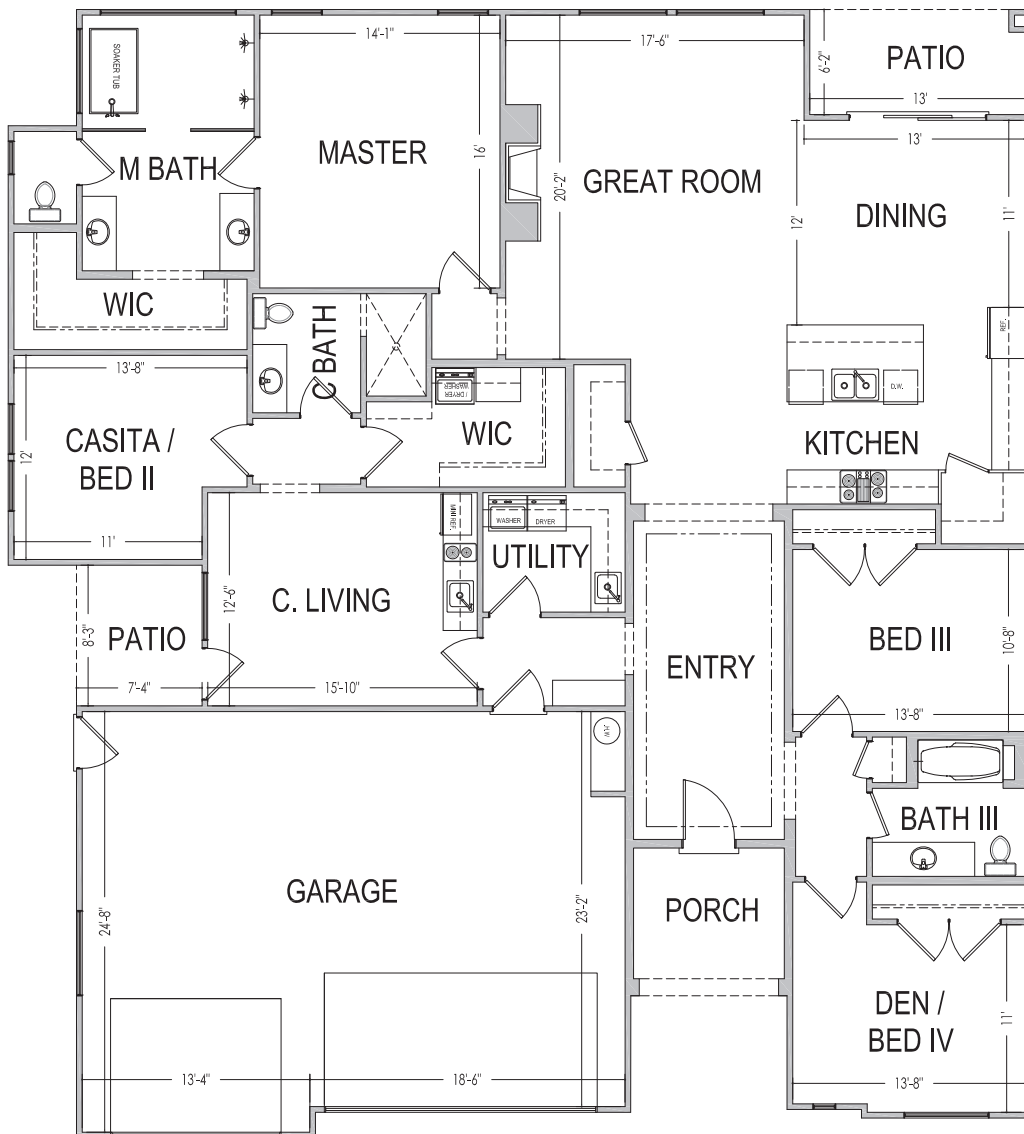 14'-1"
17'-6"
6'-2"
PATIO
13'
13'
SOAKER TUB
M BATH
MASTER
16'
20'-2"
GREAT ROOM
12'
DINING
11'
WIC
C BATH
REF.
13'-8"
WASHER
/ DRYER
D.W.
12'
CASITA /
BED II
WIC
KITCHEN
11'
MINI REF.
WASHER
DRYER
UTILITY
12'-6"
C. LIVING
8'-3"
PATIO
7'-4"
15'-10"
ENTRY
BED III
10'-8"
13'-8"
H.W
BATH III
GARAGE
24'-8"
23'-2"
PORCH
DEN /
BED IV
11'
13'-4"
18'-6"
13'-8"